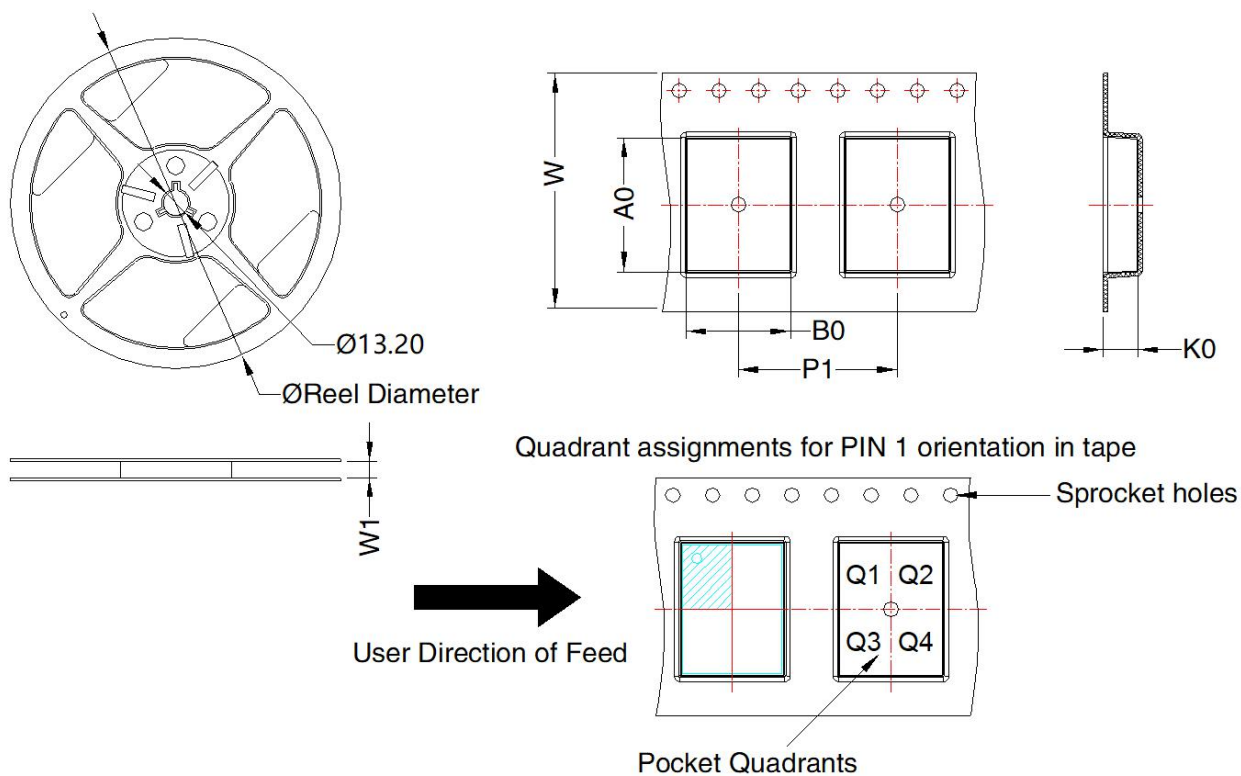 W
A0
B0
P1
K0
Ø13.20
ØReel Diameter
W1
Quadrant assignments for PIN 1 orientation in tape
Sprocket holes
Q1 Q2
Q3 Q4
User Direction of Feed
Pocket Quadrants